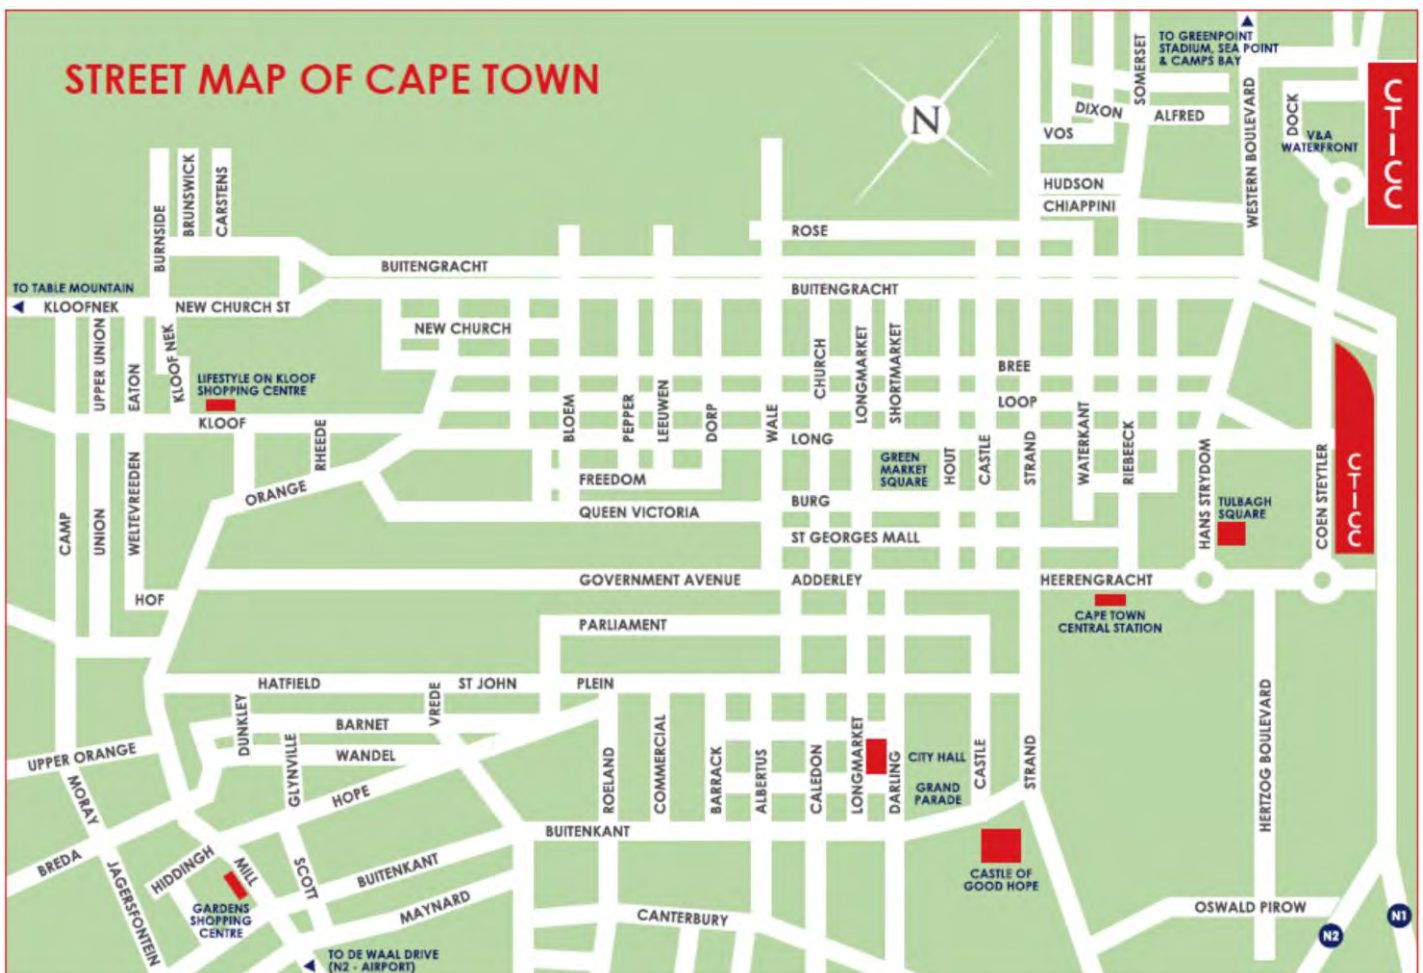 STREET MAP OF CAPE TOWN
N
TO GREENPOINT
STADIUM, SEA POINT
& CAMPS BAY
SOMERSET
DIXON
ALFRED
VOS
HUDSON
CHIAPPINI
WESTERN BOULEVARD
DOCK
V&A
WATERFRONT
CTICC
BURNSIDE
BRUNSWICK
CARSTENS
ROSE
BUITENGRACHT
BUITENGRACHT
TO TABLE MOUNTAIN
KLOOFNEK
NEW CHURCH ST
NEW CHURCH
UPPER UNION
EATON
KLOOF NEK
LIFESTYLE ON KLOOF
SHOPPING CENTRE
KLOOF
RHEEDE
ORANGE
CAMP
UNION
WELTEVREEDEN
HOF
BLOEM
PEPPER
LEEUWEN
DORP
WALE
CHURCH
LONGMARKET
SHORTMARKET
BREE
LOOP
LONG
GREEN
MARKET
SQUARE
HOUT
CASTLE
STRAND
WATERKANT
RIEBEECK
HANS STRYDOM
TULBAGH
SQUARE
COEN STEYTLER
CTICC
FREEDOM
QUEEN VICTORIA
BURG
ST GEORGES MALL
GOVERNMENT AVENUE
ADDERLEY
HEERENGRACHT
CAPE TOWN
CENTRAL STATION
PARLIAMENT
HATFIELD
ST JOHN
PLEIN
DUNKLEY
VREDE
BARNET
WANDEL
GLYNVILLE
HOPE
UPPER ORANGE
MORAY
BREDA
JAGERSFONTEIN
HIDDINGH
MILL
SCOTT
GARDENS
SHOPPING
CENTRE
BUITENKANT
MAYNARD
TO DE WAAL DRIVE
(N2 - AIRPORT)
ROELAND
COMMERCIAL
BARRACK
ALBERTUS
CALEDON
LONGMARKET
DARLING
CITY HALL
GRAND
PARADE
CASTLE
STRAND
BUITENKANT
CASTLE OF
GOOD HOPE
CANTERBURY
HERTZOG BOULEVARD
OSWALD PIROW
N1
N2